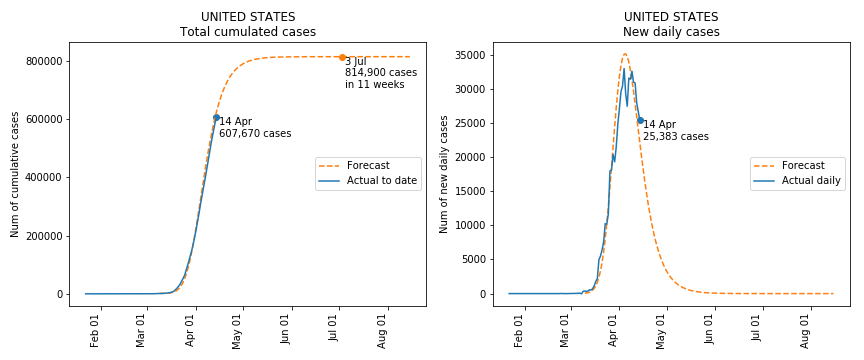 UNITED STATES
Total cumulated cases
Num of cumulative cases
800000
600000
400000
200000
0
3 Jul
814,900 cases
in 11 weeks
14 Apr
607,670 cases
Forecast
Actual to date
Feb 01
Mar 01
Apr 01
May 01
Jun 01
Jul 01
Aug 01
UNITED STATES
New daily cases
Num of new daily cases
35000
30000
25000
20000
15000
10000
5000
0
14 Apr
25,383 cases
Forecast
Actual daily
Feb 01
Mar 01
Apr 01
May 01
Jun 01
Jul 01
Aug 01